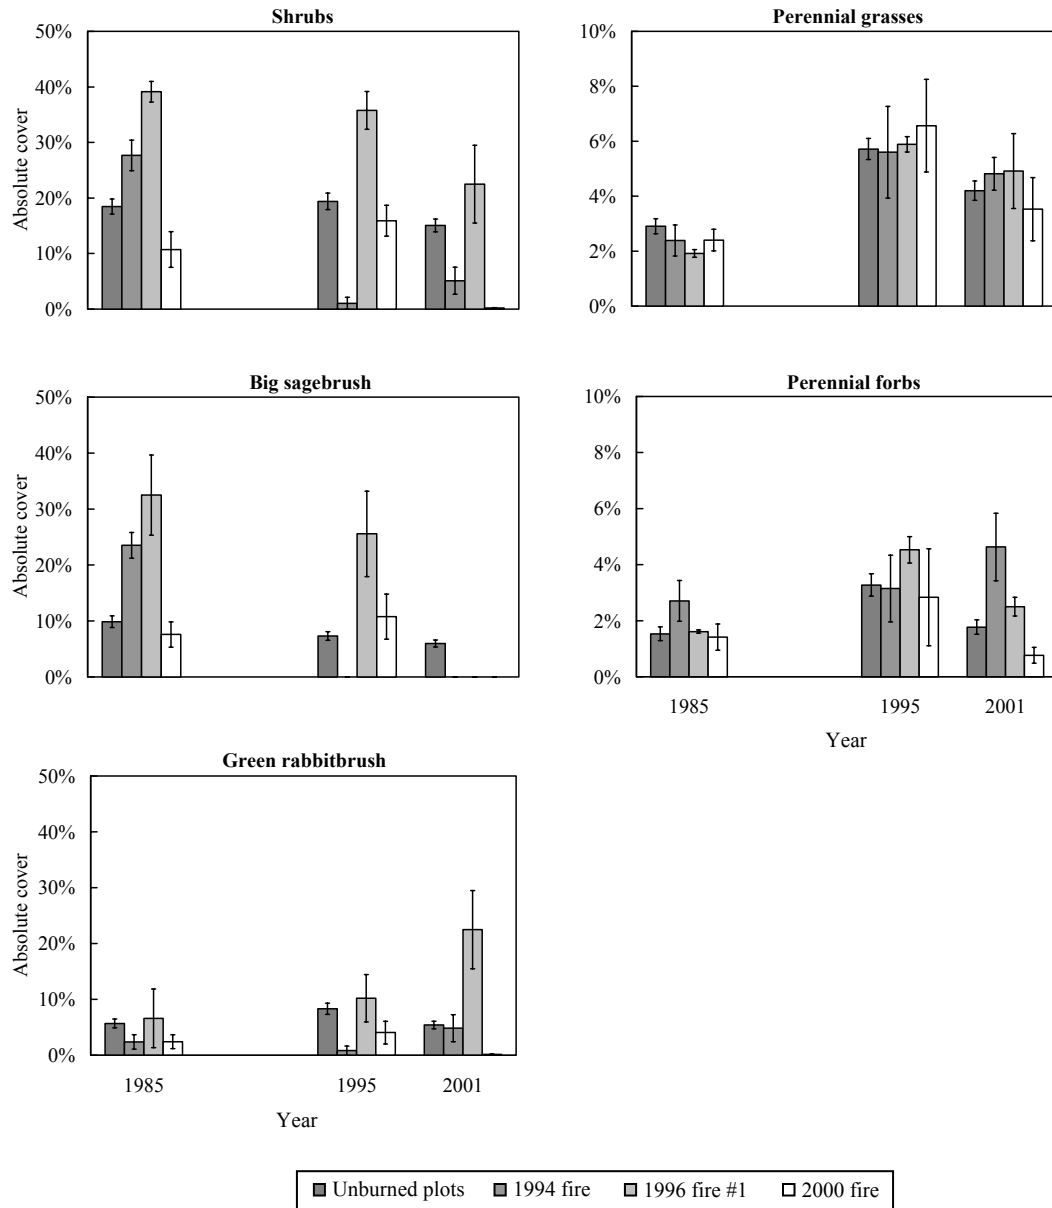 Shrubs
50%
40%
30%
20%
10%
0%
Absolute cover
Perennial grasses
10%
8%
6%
4%
2%
0%
Big sagebrush
50%
40%
30%
20%
10%
0%
Absolute cover
Perennial forbs
10%
8%
6%
4%
2%
0%
1985 1995 2001
Year
Green rabbitbrush
50%
40%
30%
20%
10%
0%
Absolute cover
1985 1995 2001
Year
Unburned plots 1994 fire 1996 fire #1 2000 fire